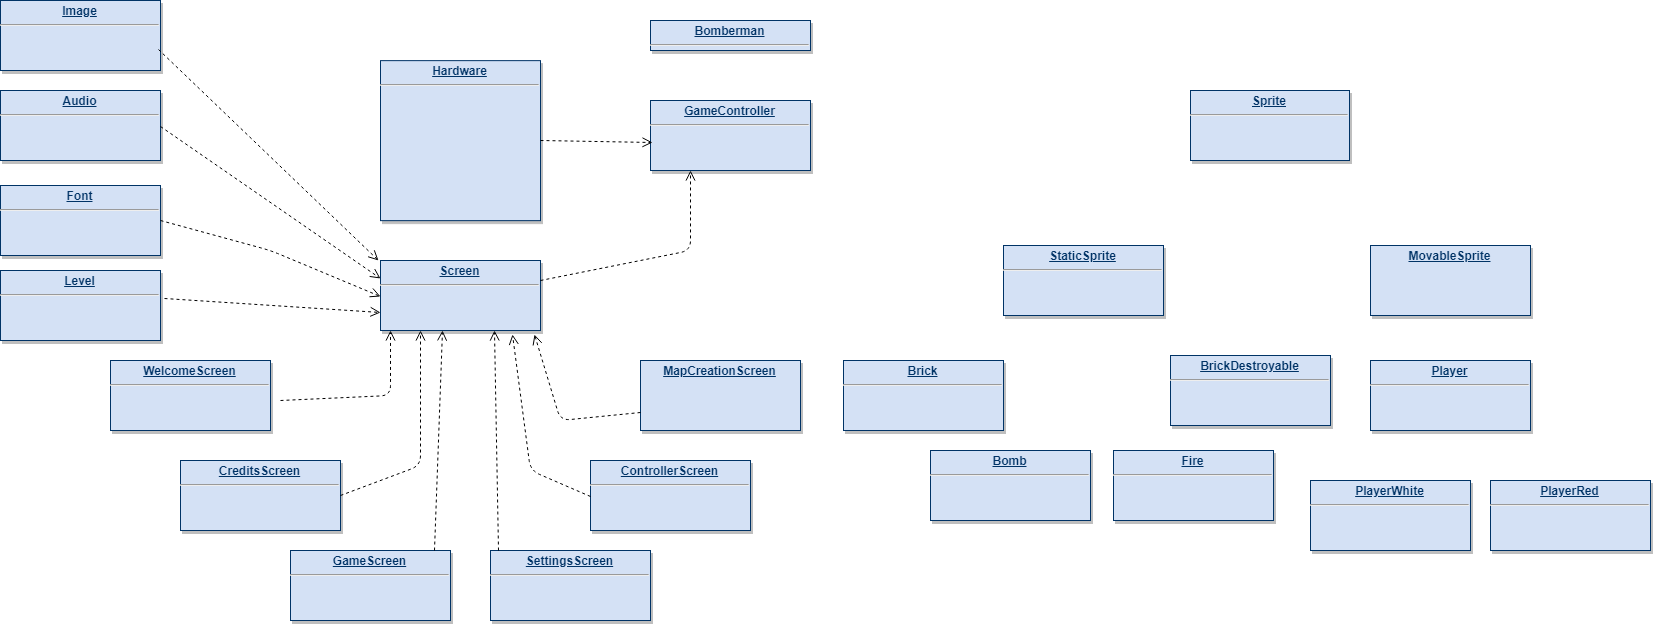 Image
Bomberman
Hardware
Audio
GameController
Sprite
Font
Level
Screen
StaticSprite
MovableSprite
WelcomeScreen
MapCreationScreen
Brick
BrickDestroyable
Player
CreditsScreen
ControllerScreen
Bomb
Fire
PlayerWhite
PlayerRed
GameScreen
SettingsScreen